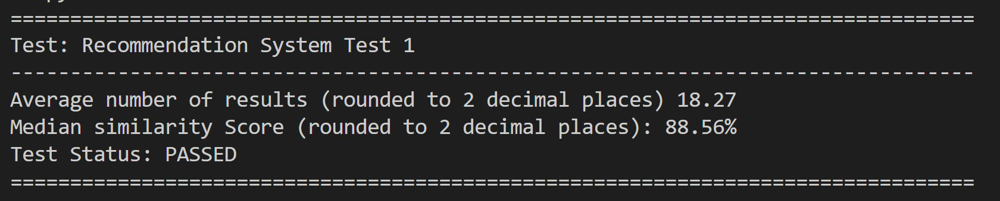 ================================================================================
Test: Recommendation System Test 1
--------------------------------------------------------------------------------
Average number of results (rounded to 2 decimal places) 18.27
Median similarity Score (rounded to 2 decimal places): 88.56%
Test Status: PASSED
================================================================================